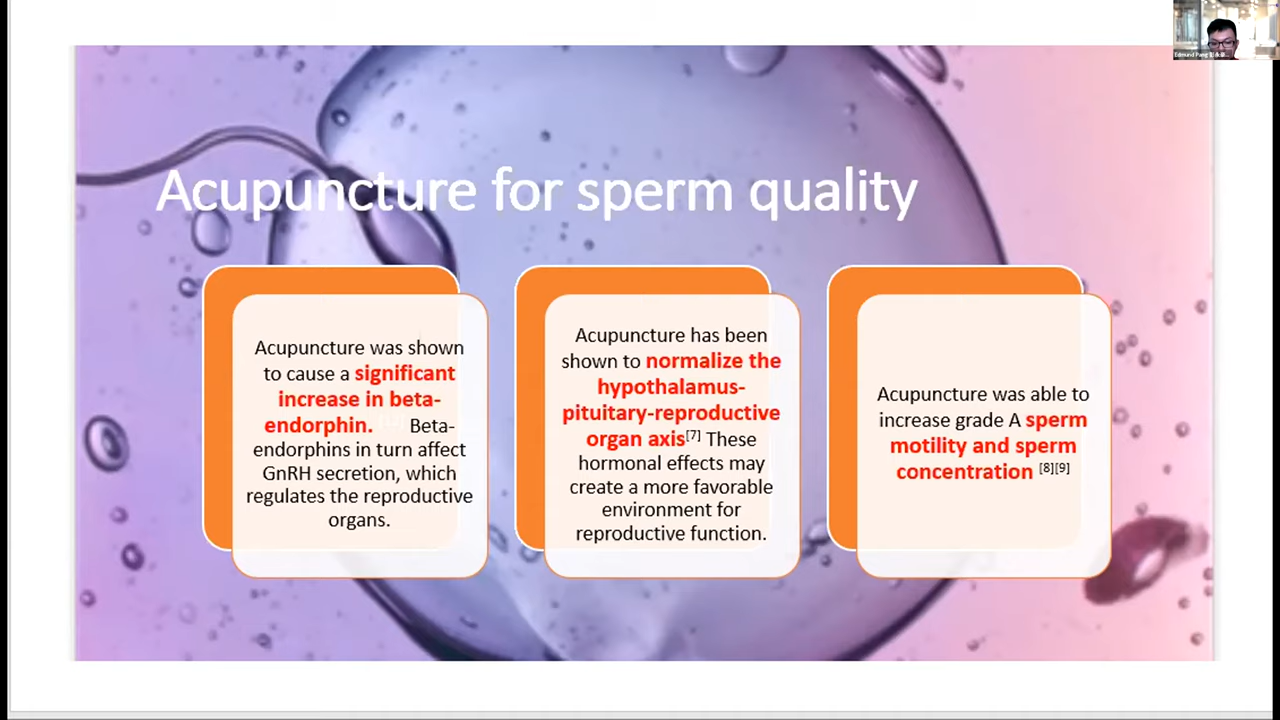 Edmund Pang
Acupuncture for sperm quality
Acupuncture was shown
to cause a significant
increase in beta-
endorphin. Beta-
endorphins in turn affect
GnRH secretion, which
regulates the reproductive
organs.
Acupuncture has been
shown to normalize the
hypothalamus-
pituitary-reproductive
organ axis[7] These
hormonal effects may
create a more favorable
environment for
reproductive function.
Acupuncture was able to
increase grade A sperm
motility and sperm
concentration [8][9]